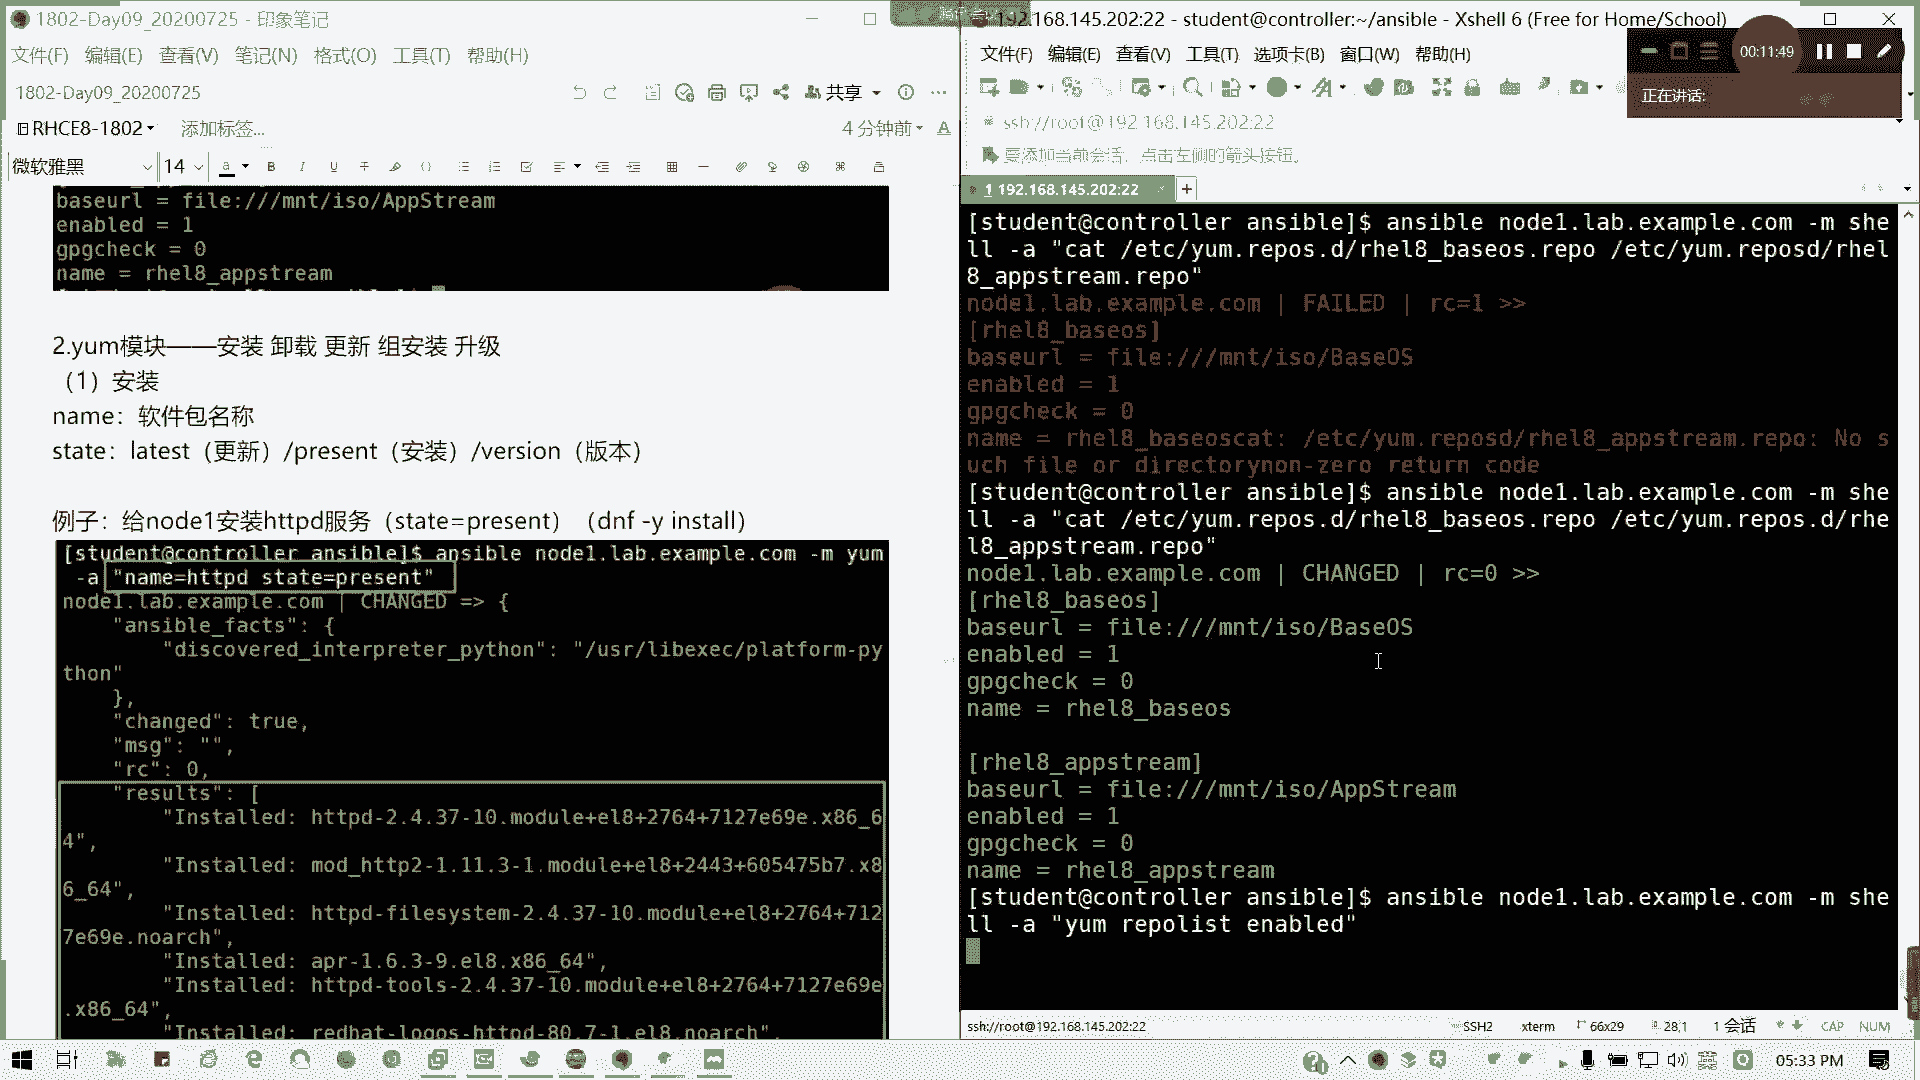 1802-Day09_20200725 - 印象笔记
文件(F) 编辑(E) 查看(V) 笔记(N) 格式(O) 工具(T) 帮助(H)
1802-Day09_20200725
共享
RHCE8-1802
添加标签...
4 分钟前
微软雅黑
14
baseurl = file:///mnt/iso/AppStream
enabled = 1
gpgcheck = 0
name = rhel8_appstream
2.yum模块——安装 卸载 更新 组安装 升级
（1）安装
name：软件包名称
state：latest（更新）/present（安装）/version（版本）
例子：给node1安装httpd服务（state=present）（dnf -y install）
[student@controller ansible]$ ansible node1.lab.example.com -m yum
-a "name=httpd state=present"
node1.lab.example.com | CHANGED => {
"ansible_facts": {
"discovered_interpreter_python": "/usr/libexec/platform-py
thon"
},
"changed": true,
"msg": "",
"rc": 0,
"results": [
"Installed: httpd-2.4.37-10.module+el8+2764+7127e69e.x86_6
4",
"Installed: mod_http2-1.11.3-1.module+el8+2443+605475b7.x8
6_64",
"Installed: httpd-filesystem-2.4.37-10.module+el8+2764+712
7e69e.noarch",
"Installed: apr-1.6.3-9.el8.x86_64",
"Installed: httpd-tools-2.4.37-10.module+el8+2764+7127e69e
.x86_64",
"Installed: redhat-logos-httpd-80.7-1.el8.noarch",
192.168.145.202:22 - student@controller:~/ansible - Xshell 6 (Free for Home/School)
文件(F) 编辑(E) 查看(V) 工具(T) 选项卡(B) 窗口(W) 帮助(H)
00:11:49
正在讲话:
ssh://root@192.168.145.202:22
要添加当前会话，点击左侧的箭头按钮。
1 192.168.145.202:22
[student@controller ansible]$ ansible node1.lab.example.com -m she
ll -a "cat /etc/yum.repos.d/rhel8_baseos.repo /etc/yum.reposd/rhel
8_appstream.repo"
node1.lab.example.com | FAILED | rc=1 >>
[rhel8_baseos]
baseurl = file:///mnt/iso/BaseOS
enabled = 1
gpgcheck = 0
name = rhel8_baseoscat: /etc/yum.reposd/rhel8_appstream.repo: No s
uch file or directorynon-zero return code
[student@controller ansible]$ ansible node1.lab.example.com -m she
ll -a "cat /etc/yum.repos.d/rhel8_baseos.repo /etc/yum.repos.d/rhe
l8_appstream.repo"
node1.lab.example.com | CHANGED | rc=0 >>
[rhel8_baseos]
baseurl = file:///mnt/iso/BaseOS
enabled = 1
gpgcheck = 0
name = rhel8_baseos
[rhel8_appstream]
baseurl = file:///mnt/iso/AppStream
enabled = 1
gpgcheck = 0
name = rhel8_appstream
[student@controller ansible]$ ansible node1.lab.example.com -m she
ll -a "yum repolist enabled"
ssh://root@192.168.145.202:22
SSH2
xterm
66x29
28,1
1 会话
CAP
NUM
05:33 PM